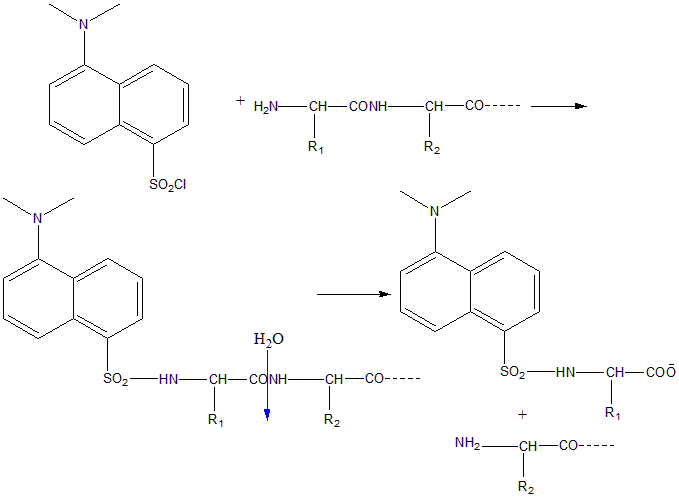 N
+ H₂N CH CONH CH CO
R₁ R₂
SO₂Cl
N N
H₂O
SO₂ HN CH CONH CH CO SO₂ HN CH COŌ
R₁ R₂ R₁
+
NH₂ CH CO
R₂